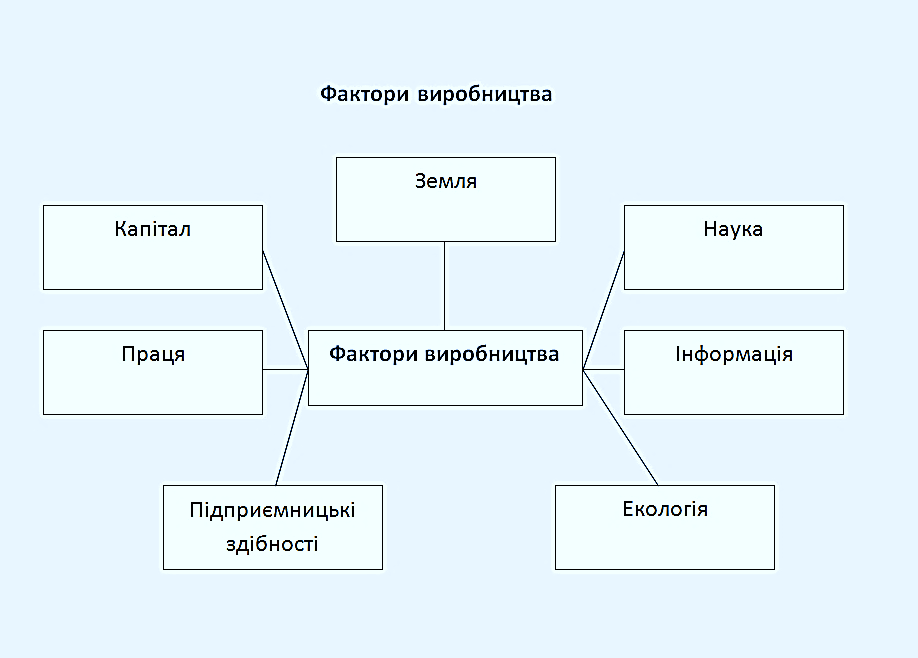 Фактори виробництва
Земля
Капітал
Наука
Праця
Фактори виробництва
Інформація
Підприємницькі
здібності
Екологія